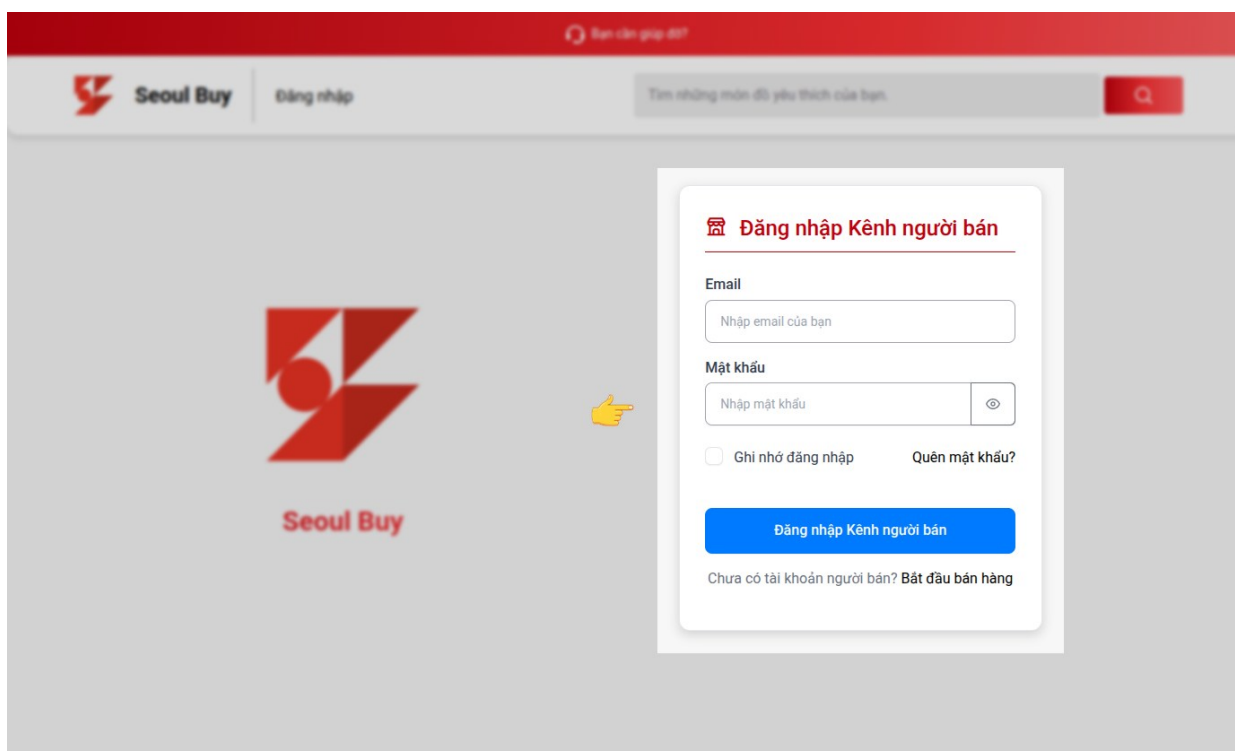 Bạn cần giúp đỡ?
Seoul Buy
Đăng nhập
Tìm những món đồ yêu thích của bạn.
Đăng nhập Kênh người bán
Email
Nhập email của bạn
Mật khẩu
Nhập mật khẩu
Ghi nhớ đăng nhập
Quên mật khẩu?
Seoul Buy
Đăng nhập Kênh người bán
Chưa có tài khoản người bán? Bắt đầu bán hàng